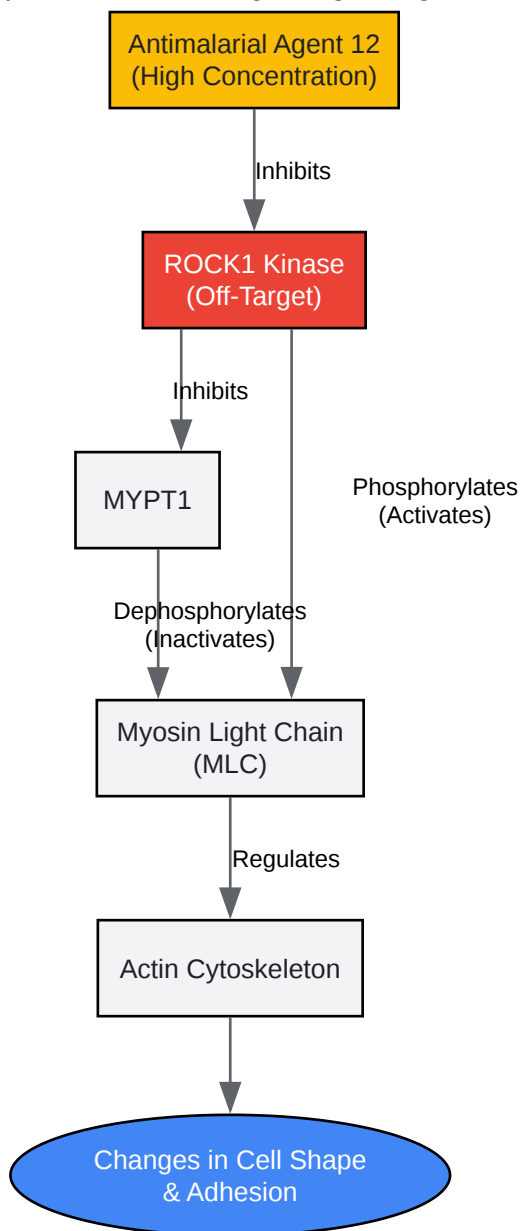 Antimalarial Agent 12
(High Concentration)
Inhibits
ROCK1 Kinase
(Off-Target)
Inhibits
MYPT1
Phosphorylates
(Activates)
Dephosphorylates
(Inactivates)
Myosin Light Chain
(MLC)
Regulates
Actin Cytoskeleton
Changes in Cell Shape
& Adhesion